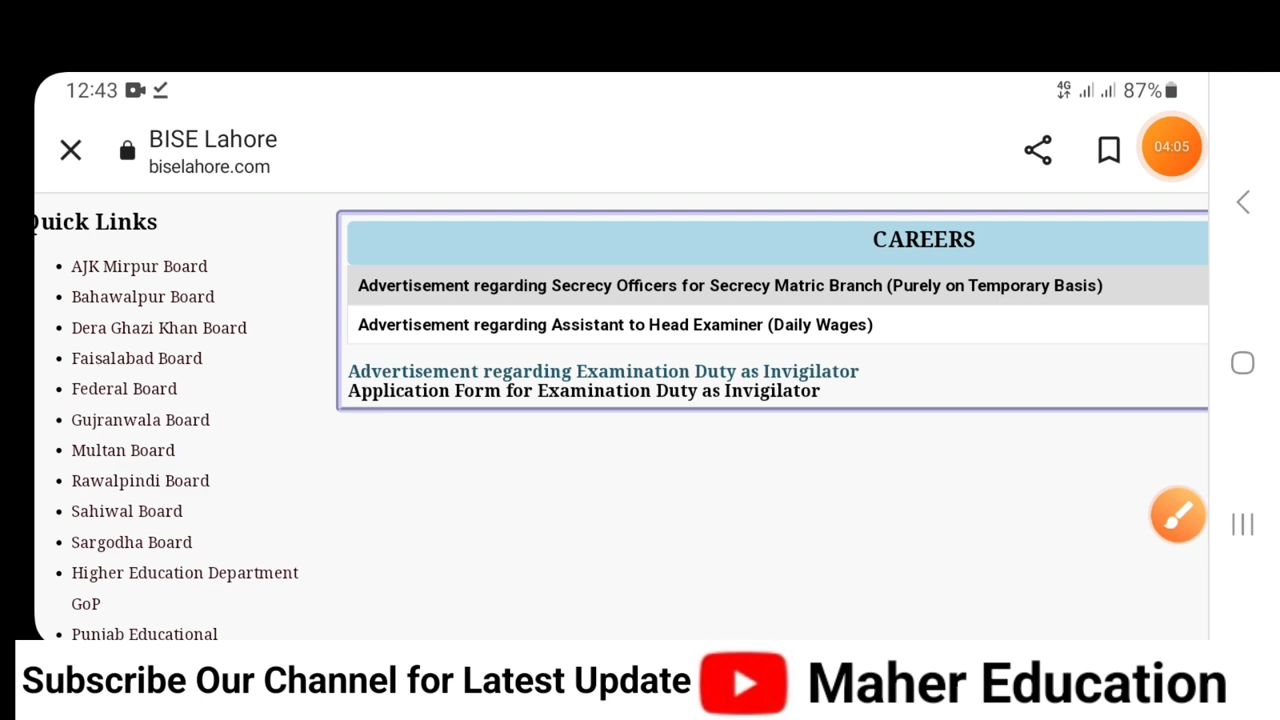 12:43
4G
87%
BISE Lahore
biselahore.com
04:05
Quick Links
AJK Mirpur Board
Bahawalpur Board
Dera Ghazi Khan Board
Faisalabad Board
Federal Board
Gujranwala Board
Multan Board
Rawalpindi Board
Sahiwal Board
Sargodha Board
Higher Education Department
GoP
Punjab Educational
CAREERS
Advertisement regarding Secrecy Officers for Secrecy Matric Branch (Purely on Temporary Basis)
Advertisement regarding Assistant to Head Examiner (Daily Wages)
Advertisement regarding Examination Duty as Invigilator
Application Form for Examination Duty as Invigilator
Subscribe Our Channel for Latest Update
Maher Education